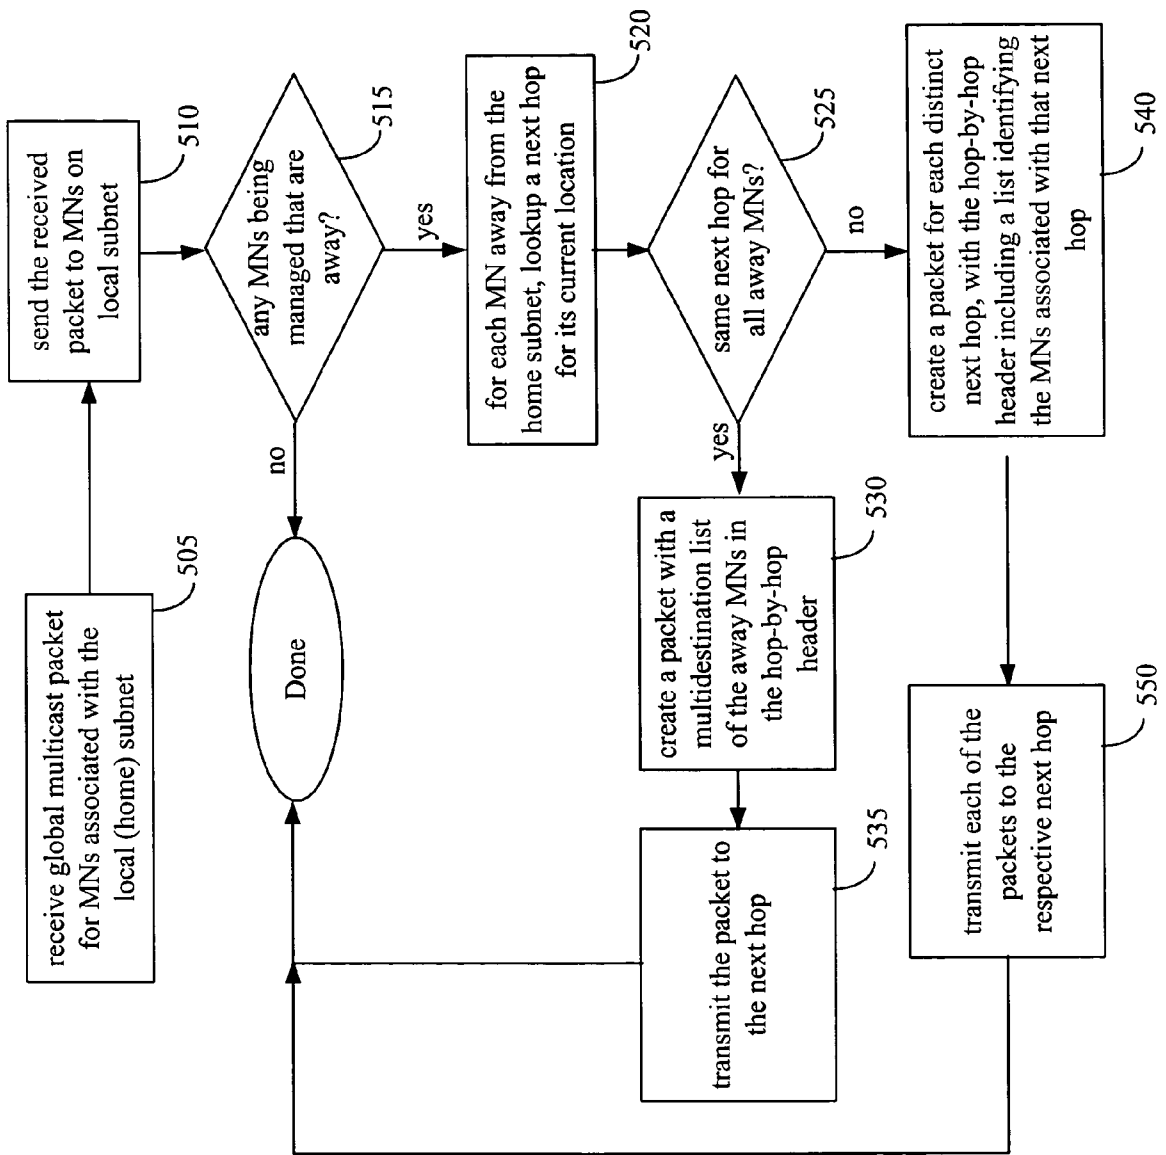 receive global multicast packet
for MNs associated with the
local (home) subnet
505
send the received
packet to MNs on
local subnet
510
any MNs being
managed that are
away?
515
no
yes
Done
for each MN away from the
home subnet, lookup a next hop
for its current location
520
same next hop for
all away MNs?
525
yes
no
create a packet with a
multidestination list
of the away MNs in
the hop-by-hop
header
530
transmit the packet to
the next hop
535
create a packet for each distinct
next hop, with the hop-by-hop
header including a list identifying
the MNs associated with that next
hop
540
transmit each of the
packets to the
respective next hop
550